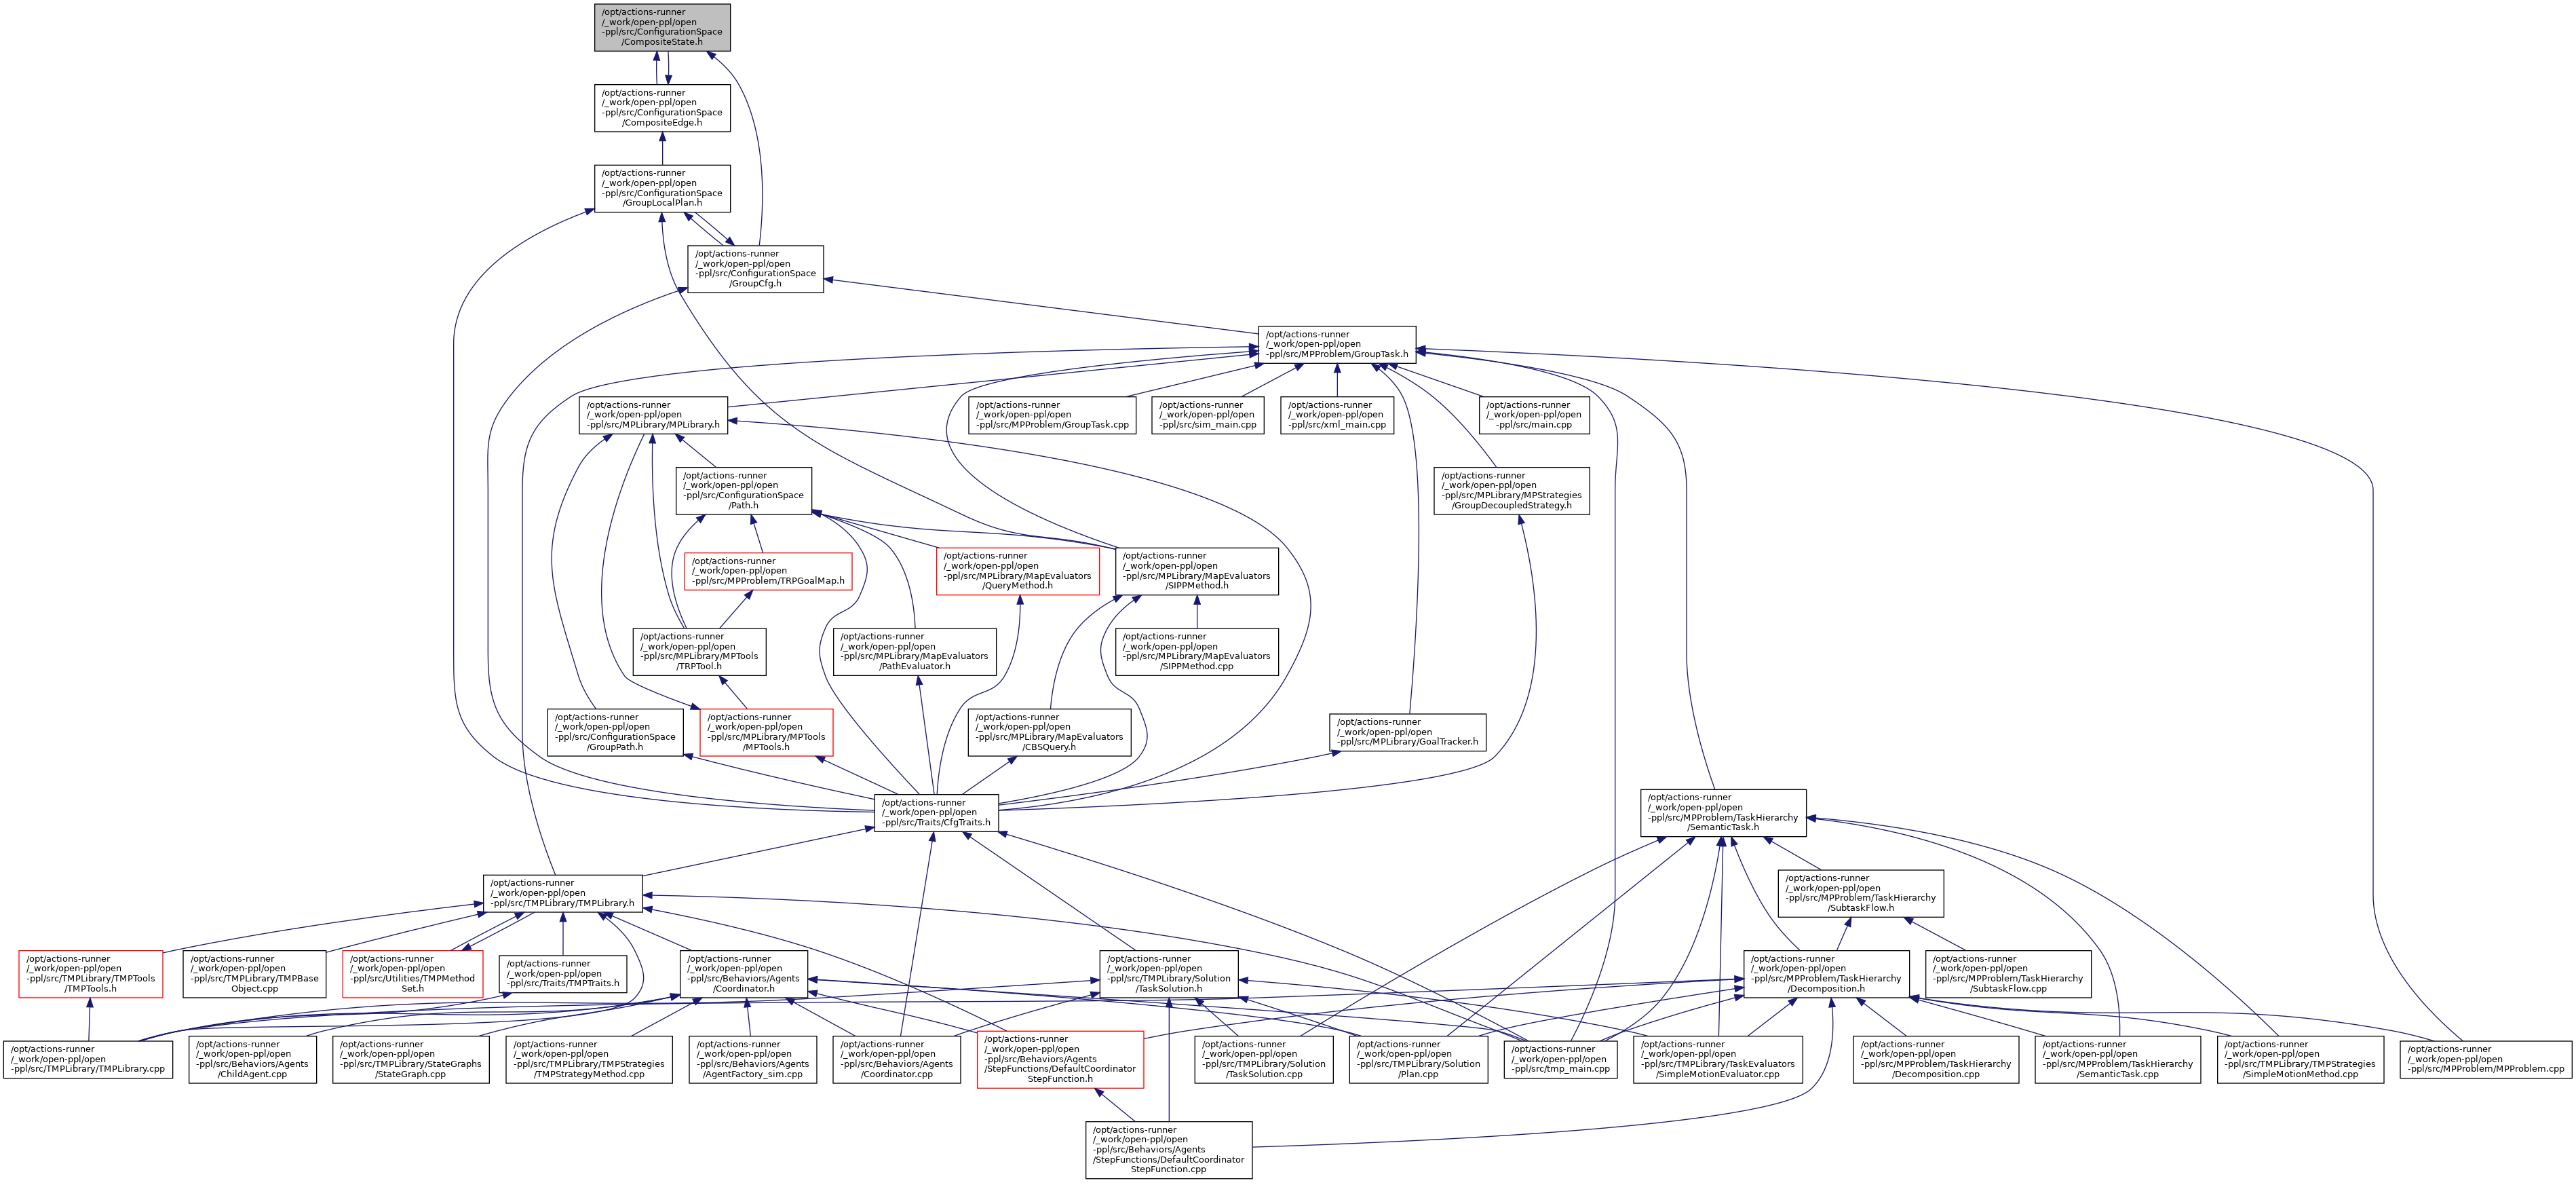 /opt/actions-runner
/_work/open-ppl/open
-ppl/src/ConfigurationSpace
/CompositeState.h
/opt/actions-runner
/_work/open-ppl/open
-ppl/src/ConfigurationSpace
/CompositeEdge.h
/opt/actions-runner
/_work/open-ppl/open
-ppl/src/ConfigurationSpace
/GroupLocalPlan.h
/opt/actions-runner
/_work/open-ppl/open
-ppl/src/ConfigurationSpace
/GroupCfg.h
/opt/actions-runner
/_work/open-ppl/open
-ppl/src/MPProblem/GroupTask.h
/opt/actions-runner
/_work/open-ppl/open
-ppl/src/MPLibrary/MPLibrary.h
/opt/actions-runner
/_work/open-ppl/open
-ppl/src/MPProblem/GroupTask.cpp
/opt/actions-runner
/_work/open-ppl/open
-ppl/src/sim_main.cpp
/opt/actions-runner
/_work/open-ppl/open
-ppl/src/xml_main.cpp
/opt/actions-runner
/_work/open-ppl/open
-ppl/src/main.cpp
/opt/actions-runner
/_work/open-ppl/open
-ppl/src/ConfigurationSpace
/Path.h
/opt/actions-runner
/_work/open-ppl/open
-ppl/src/MPLibrary/MPStrategies
/GroupDecoupledStrategy.h
/opt/actions-runner
/_work/open-ppl/open
-ppl/src/MPProblem/TRPGoalMap.h
/opt/actions-runner
/_work/open-ppl/open
-ppl/src/MPLibrary/MapEvaluators
/QueryMethod.h
/opt/actions-runner
/_work/open-ppl/open
-ppl/src/MPLibrary/MapEvaluators
/SIPPMethod.h
/opt/actions-runner
/_work/open-ppl/open
-ppl/src/MPLibrary/MPTools
/TRPTool.h
/opt/actions-runner
/_work/open-ppl/open
-ppl/src/MPLibrary/MapEvaluators
/PathEvaluator.h
/opt/actions-runner
/_work/open-ppl/open
-ppl/src/MPLibrary/MapEvaluators
/SIPPMethod.cpp
/opt/actions-runner
/_work/open-ppl/open
-ppl/src/ConfigurationSpace
/GroupPath.h
/opt/actions-runner
/_work/open-ppl/open
-ppl/src/MPLibrary/MPTools
/MPTools.h
/opt/actions-runner
/_work/open-ppl/open
-ppl/src/MPLibrary/MapEvaluators
/CBSQuery.h
/opt/actions-runner
/_work/open-ppl/open
-ppl/src/MPLibrary/GoalTracker.h
/opt/actions-runner
/_work/open-ppl/open
-ppl/src/Traits/CfgTraits.h
/opt/actions-runner
/_work/open-ppl/open
-ppl/src/MPProblem/TaskHierarchy
/SemanticTask.h
/opt/actions-runner
/_work/open-ppl/open
-ppl/src/TMPLibrary/TMPLibrary.h
/opt/actions-runner
/_work/open-ppl/open
-ppl/src/MPProblem/TaskHierarchy
/SubtaskFlow.h
/opt/actions-runner
/_work/open-ppl/open
-ppl/src/TMPLibrary/TMPTools
/TMPTools.h
/opt/actions-runner
/_work/open-ppl/open
-ppl/src/TMPLibrary/TMPBase
Object.cpp
/opt/actions-runner
/_work/open-ppl/open
-ppl/src/Utilities/TMPMethod
Set.h
/opt/actions-runner
/_work/open-ppl/open
-ppl/src/Traits/TMPTraits.h
/opt/actions-runner
/_work/open-ppl/open
-ppl/src/Behaviors/Agents
/Coordinator.h
/opt/actions-runner
/_work/open-ppl/open
-ppl/src/TMPLibrary/Solution
/TaskSolution.h
/opt/actions-runner
/_work/open-ppl/open
-ppl/src/MPProblem/TaskHierarchy
/Decomposition.h
/opt/actions-runner
/_work/open-ppl/open
-ppl/src/MPProblem/TaskHierarchy
/SubtaskFlow.cpp
/opt/actions-runner
/_work/open-ppl/open
-ppl/src/TMPLibrary/TMPLibrary.cpp
/opt/actions-runner
/_work/open-ppl/open
-ppl/src/Behaviors/Agents
/ChildAgent.cpp
/opt/actions-runner
/_work/open-ppl/open
-ppl/src/TMPLibrary/StateGraphs
/StateGraph.cpp
/opt/actions-runner
/_work/open-ppl/open
-ppl/src/TMPLibrary/TMPStrategies
/TMPStrategyMethod.cpp
/opt/actions-runner
/_work/open-ppl/open
-ppl/src/Behaviors/Agents
/AgentFactory_sim.cpp
/opt/actions-runner
/_work/open-ppl/open
-ppl/src/Behaviors/Agents
/Coordinator.cpp
/opt/actions-runner
/_work/open-ppl/open
-ppl/src/Behaviors/Agents
/StepFunctions/DefaultCoordinator
StepFunction.h
/opt/actions-runner
/_work/open-ppl/open
-ppl/src/TMPLibrary/Solution
/TaskSolution.cpp
/opt/actions-runner
/_work/open-ppl/open
-ppl/src/TMPLibrary/Solution
/Plan.cpp
/opt/actions-runner
/_work/open-ppl/open
-ppl/src/tmp_main.cpp
/opt/actions-runner
/_work/open-ppl/open
-ppl/src/TMPLibrary/TaskEvaluators
/SimpleMotionEvaluator.cpp
/opt/actions-runner
/_work/open-ppl/open
-ppl/src/MPProblem/TaskHierarchy
/Decomposition.cpp
/opt/actions-runner
/_work/open-ppl/open
-ppl/src/MPProblem/TaskHierarchy
/SemanticTask.cpp
/opt/actions-runner
/_work/open-ppl/open
-ppl/src/TMPLibrary/TMPStrategies
/SimpleMotionMethod.cpp
/opt/actions-runner
/_work/open-ppl/open
-ppl/src/MPProblem/MPProblem.cpp
/opt/actions-runner
/_work/open-ppl/open
-ppl/src/Behaviors/Agents
/StepFunctions/DefaultCoordinator
StepFunction.cpp